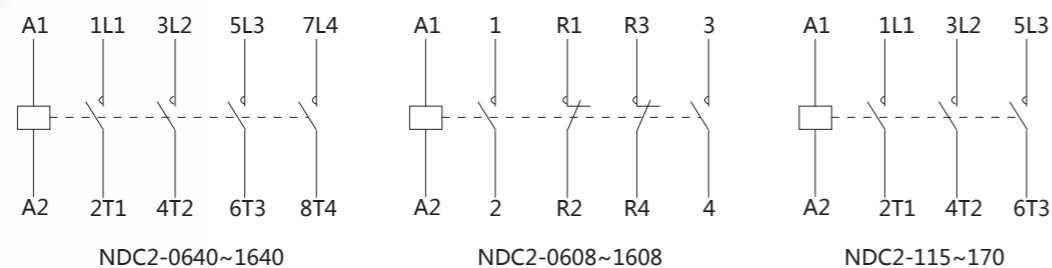 A1 1L1 3L2 5L3 7L4 A1 1 R1 R3 3 A1 1L1 3L2 5L3
A2 2T1 4T2 6T3 8T4 A2 2 R2 R4 4 A2 2T1 4T2 6T3
NDC2-0640~1640 NDC2-0608~1608 NDC2-115~170